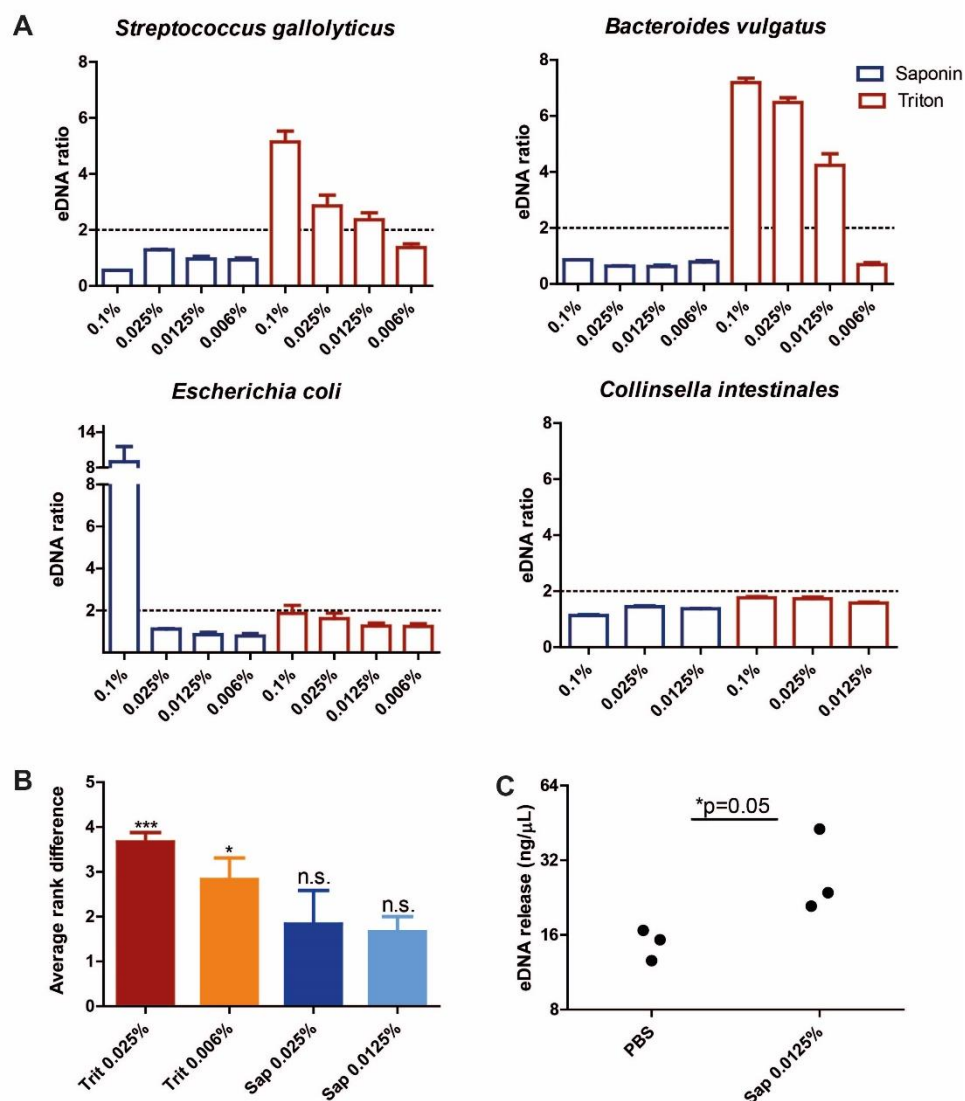 A
Streptococcus gallolyticus
eDNA ratio
8
6
4
2
0
0.1%
0.025%
0.0125%
0.006%
0.1%
0.025%
0.0125%
0.006%
Bacteroides vulgatus
eDNA ratio
8
6
4
2
0
0.1%
0.025%
0.0125%
0.006%
0.1%
0.025%
0.0125%
0.006%
Saponin
Triton
Escherichia coli
eDNA ratio
14
8
8
6
4
2
0.1%
0.025%
0.0125%
0.006%
0.1%
0.025%
0.0125%
0.006%
Collinsella intestinales
eDNA ratio
8
6
4
2
0
0.1%
0.025%
0.0125%
0.1%
0.025%
0.0125%
B
Average rank difference
5
4
3
2
1
0
***
*
n.s.
n.s.
Trit 0.025%
Trit 0.006%
Sap 0.025%
Sap 0.0125%
C
eDNA release (ng/μL)
64
32
16
8
*p=0.05
PBS
Sap 0.0125%